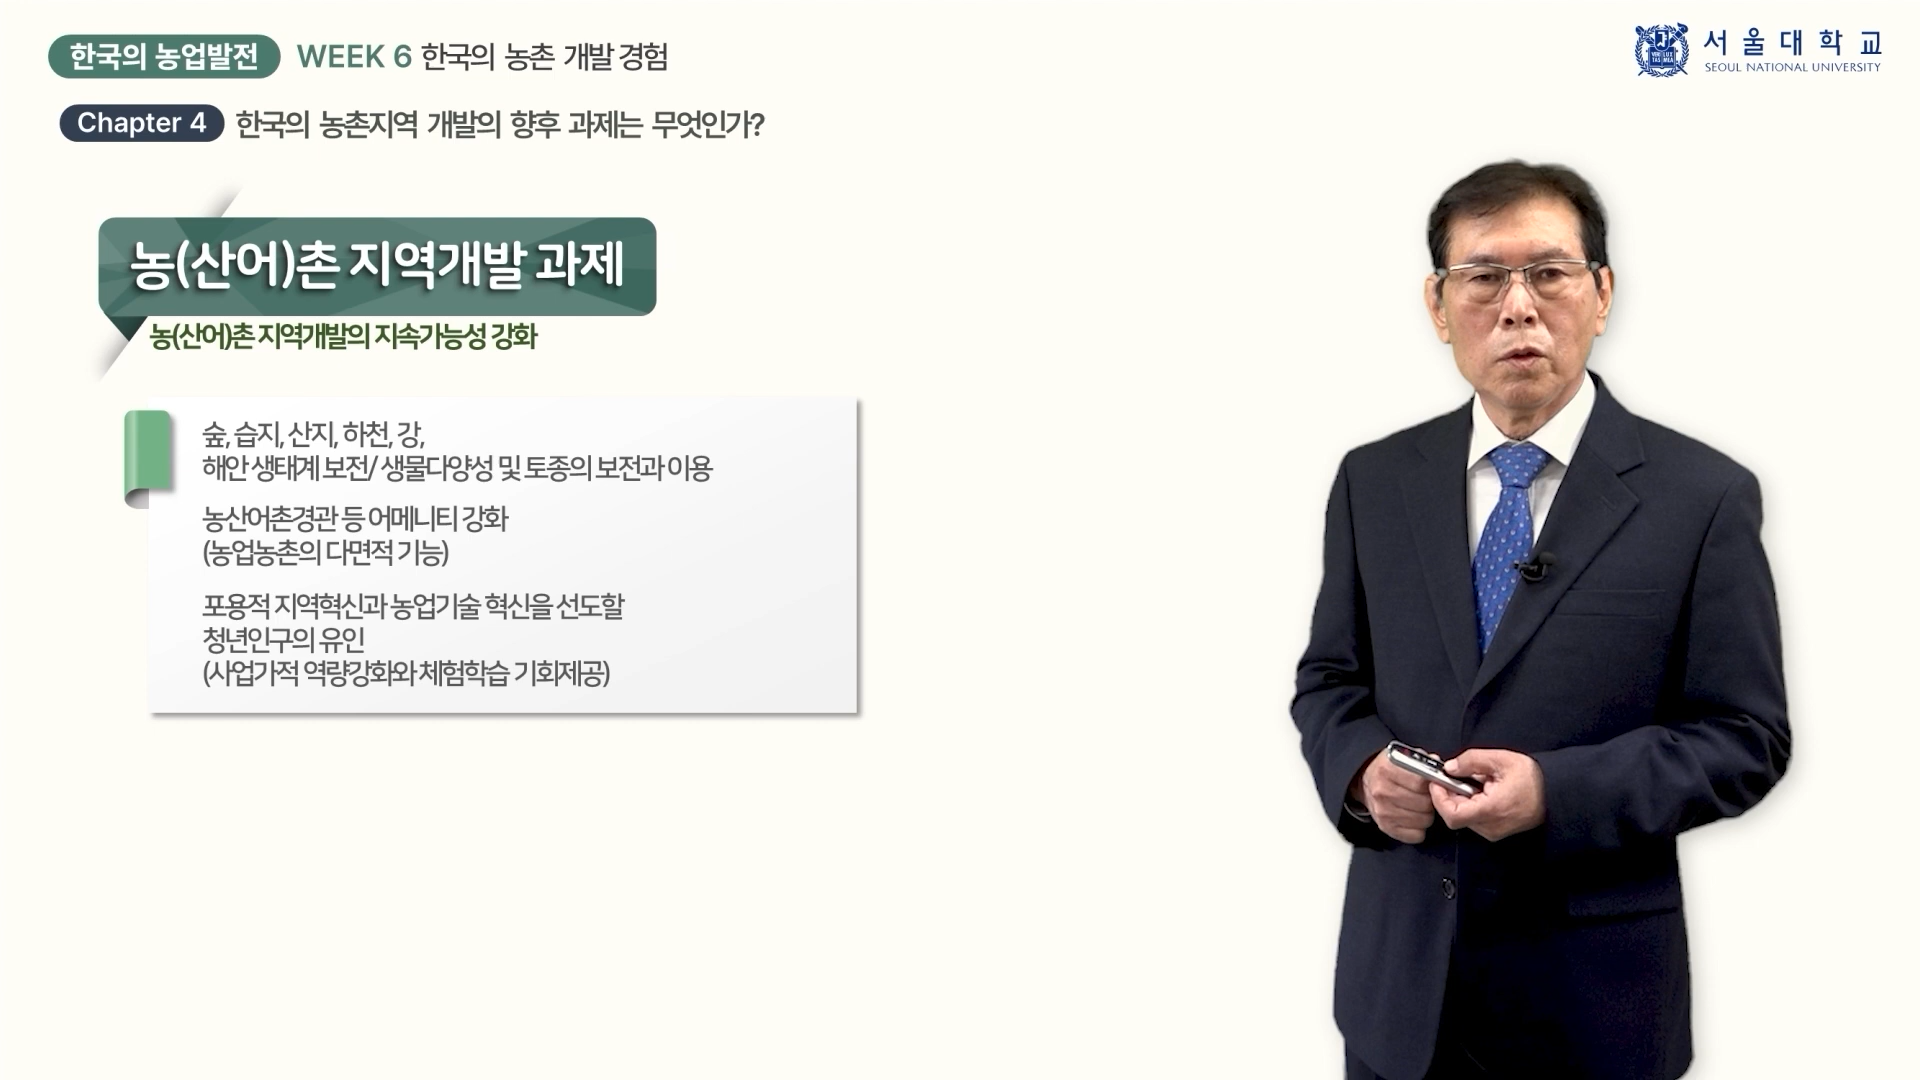 한국의 농업발전 WEEK 6 한국의 농촌 개발 경험
서울대학교
SEOUL NATIONAL UNIVERSITY
Chapter 4 한국의 농촌지역 개발의 향후 과제는 무엇인가?
농(산어)촌 지역개발 과제
농(산어)촌 지역개발의 지속가능성 강화
숲, 습지, 산지, 하천, 강,
해안 생태계 보전/ 생물다양성 및 토종의 보전과 이용
농산어촌경관 등 어메니티 강화
(농업농촌의 다면적 기능)
포용적 지역혁신과 농업기술 혁신을 선도할
청년인구의 유인
(사업가적 역량강화와 체험학습 기회제공)